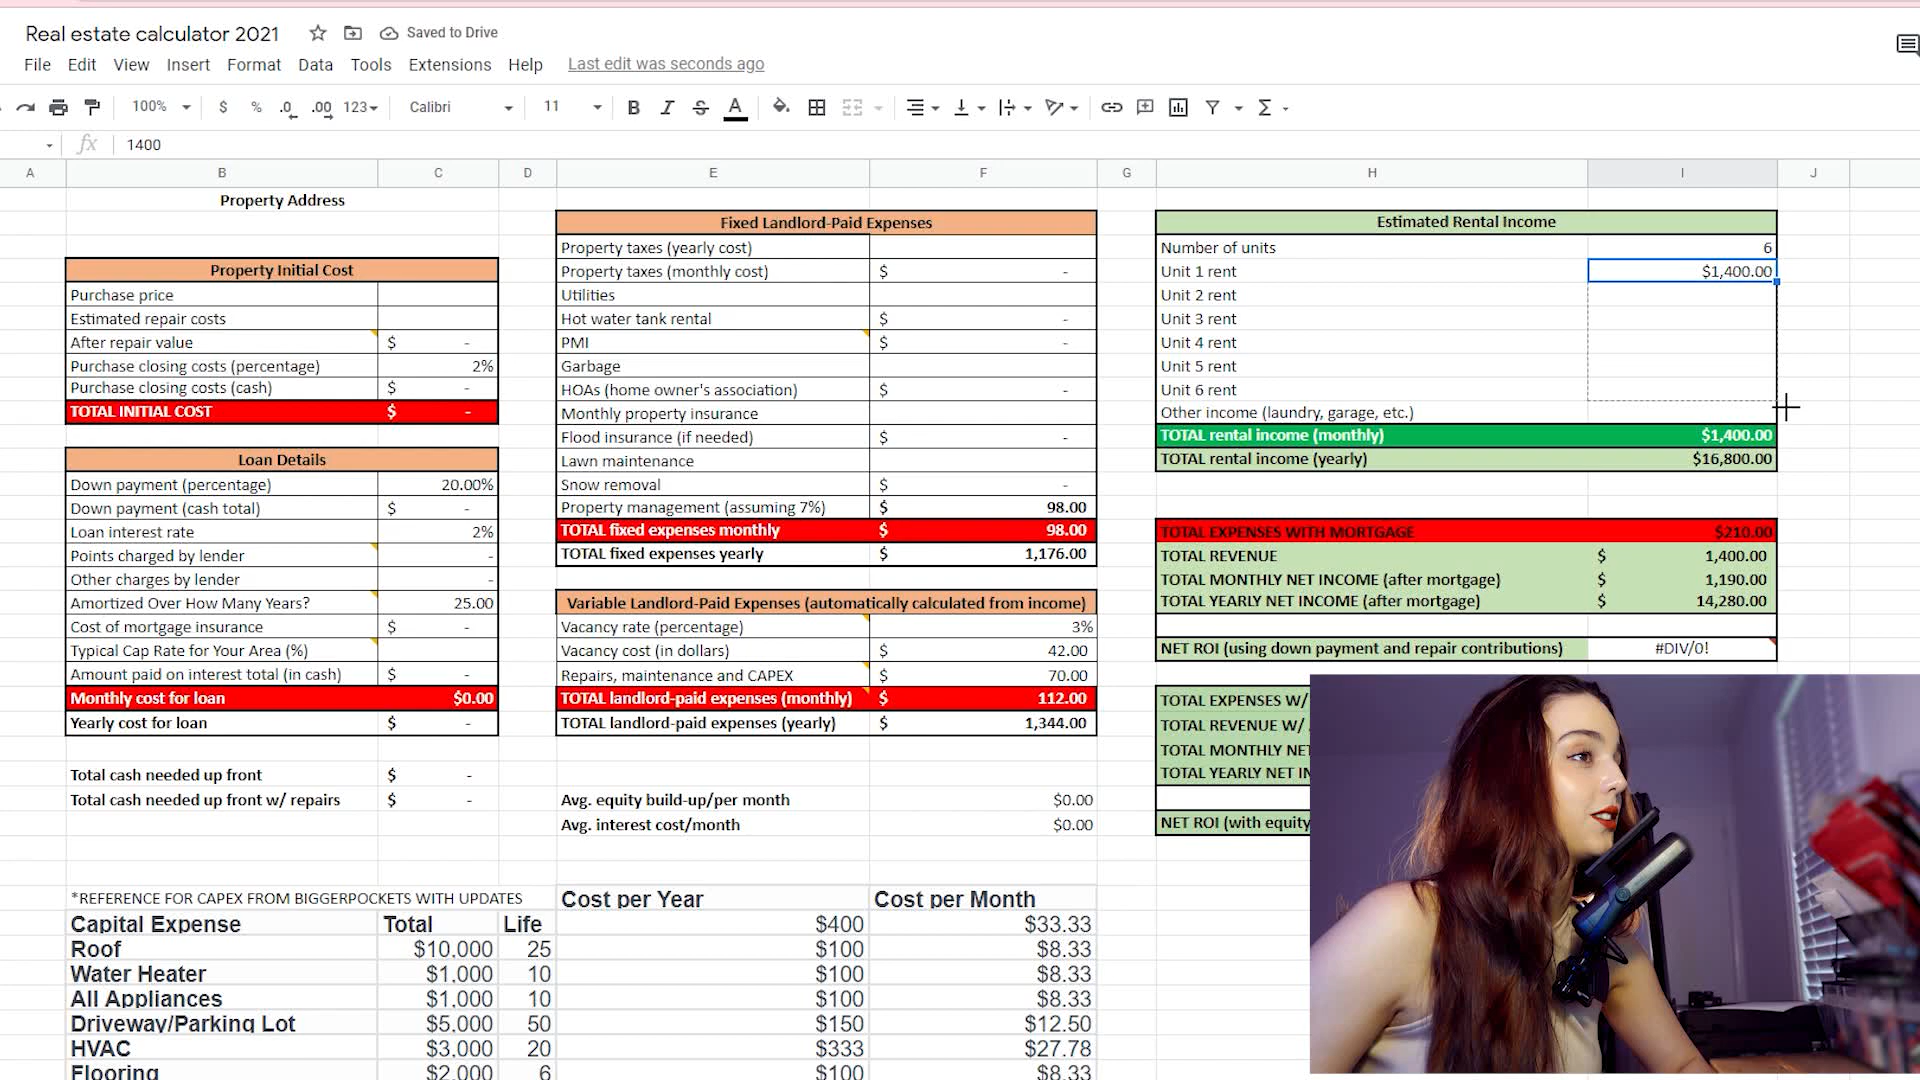 Real estate calculator 2021 Saved to Drive
File Edit View Insert Format Data Tools Extensions Help Last edit was seconds ago
100% $ % .0 .00 123 Calibri 11 B I S A Σ
fx 1400
A B C D E F G H I J
Property Address
Property Initial Cost
Purchase price
Estimated repair costs
After repair value $ -
Purchase closing costs (percentage) 2%
Purchase closing costs (cash) $ -
TOTAL INITIAL COST $ -
Loan Details
Down payment (percentage) 20.00%
Down payment (cash total) $ -
Loan interest rate 2%
Points charged by lender -
Other charges by lender -
Amortized Over How Many Years? 25.00
Cost of mortgage insurance $ -
Typical Cap Rate for Your Area (%)
Amount paid on interest total (in cash) $ -
Monthly cost for loan $0.00
Yearly cost for loan $ -
Total cash needed up front $ -
Total cash needed up front w/ repairs $ -
Fixed Landlord-Paid Expenses
Property taxes (yearly cost)
Property taxes (monthly cost) $ -
Utilities
Hot water tank rental $ -
PMI $ -
Garbage
HOAs (home owner's association) $ -
Monthly property insurance
Flood insurance (if needed) $ -
Lawn maintenance
Snow removal $ -
Property management (assuming 7%) $ 98.00
TOTAL fixed expenses monthly $ 98.00
TOTAL fixed expenses yearly $ 1,176.00
Variable Landlord-Paid Expenses (automatically calculated from income)
Vacancy rate (percentage) 3%
Vacancy cost (in dollars) $ 42.00
Repairs, maintenance and CAPEX $ 70.00
TOTAL landlord-paid expenses (monthly) $ 112.00
TOTAL landlord-paid expenses (yearly) $ 1,344.00
Avg. equity build-up/per month $0.00
Avg. interest cost/month $0.00
Estimated Rental Income
Number of units 6
Unit 1 rent $1,400.00
Unit 2 rent
Unit 3 rent
Unit 4 rent
Unit 5 rent
Unit 6 rent
Other income (laundry, garage, etc.)
TOTAL rental income (monthly) $1,400.00
TOTAL rental income (yearly) $16,800.00
TOTAL EXPENSES WITH MORTGAGE $210.00
TOTAL REVENUE $ 1,400.00
TOTAL MONTHLY NET INCOME (after mortgage) $ 1,190.00
TOTAL YEARLY NET INCOME (after mortgage) $ 14,280.00
NET ROI (using down payment and repair contributions) #DIV/0!
TOTAL EXPENSES W/
TOTAL REVENUE W/
TOTAL MONTHLY NET
TOTAL YEARLY NET
NET ROI (with equity
*REFERENCE FOR CAPEX FROM BIGGERPOCKETS WITH UPDATES Cost per Year Cost per Month
Capital Expense Total Life $400 $33.33
Roof $10,000 25 $100 $8.33
Water Heater $1,000 10 $100 $8.33
All Appliances $1,000 10 $100 $8.33
Driveway/Parking Lot $5,000 50 $150 $12.50
HVAC $3,000 20 $333 $27.78
Flooring $2,000 6 $100 $8.33